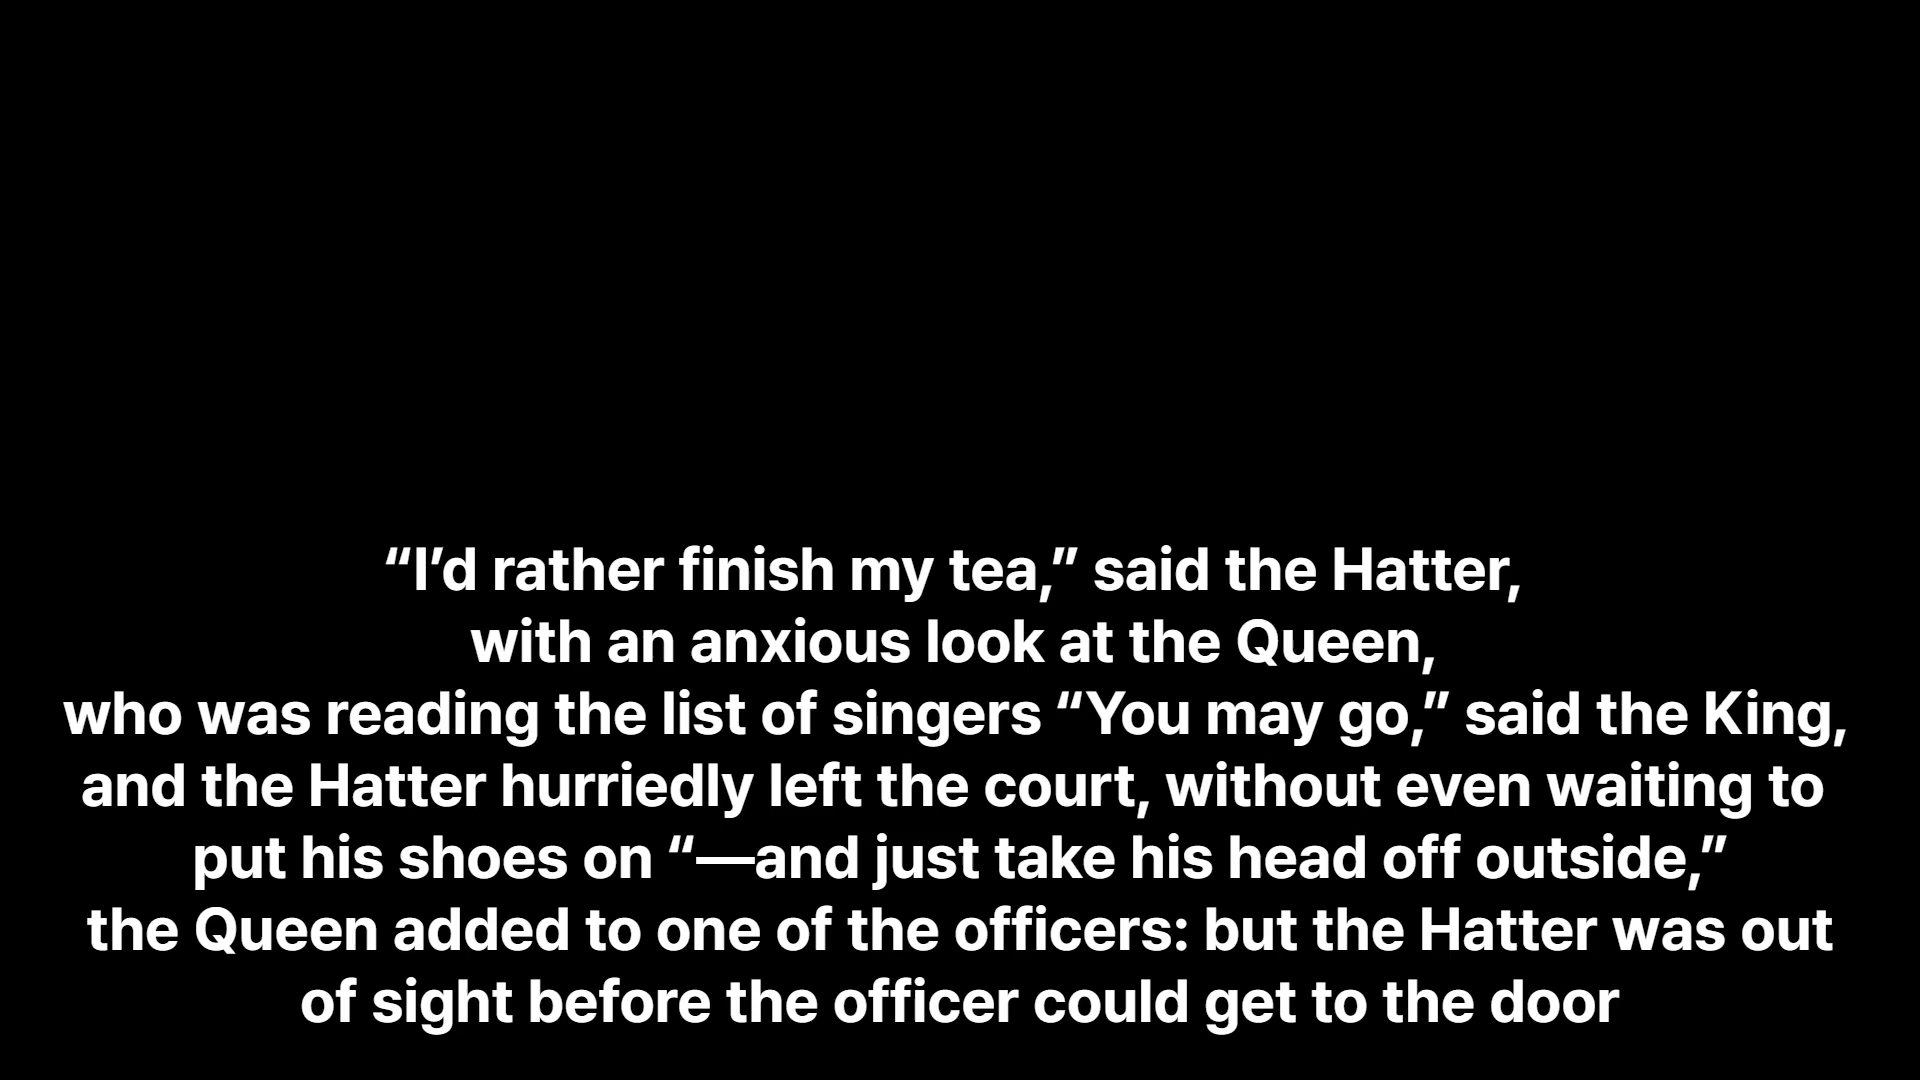 “I’d rather finish my tea,” said the Hatter,
with an anxious look at the Queen,
who was reading the list of singers “You may go,” said the King,
and the Hatter hurriedly left the court, without even waiting to
put his shoes on “—and just take his head off outside,”
the Queen added to one of the officers: but the Hatter was out
of sight before the officer could get to the door